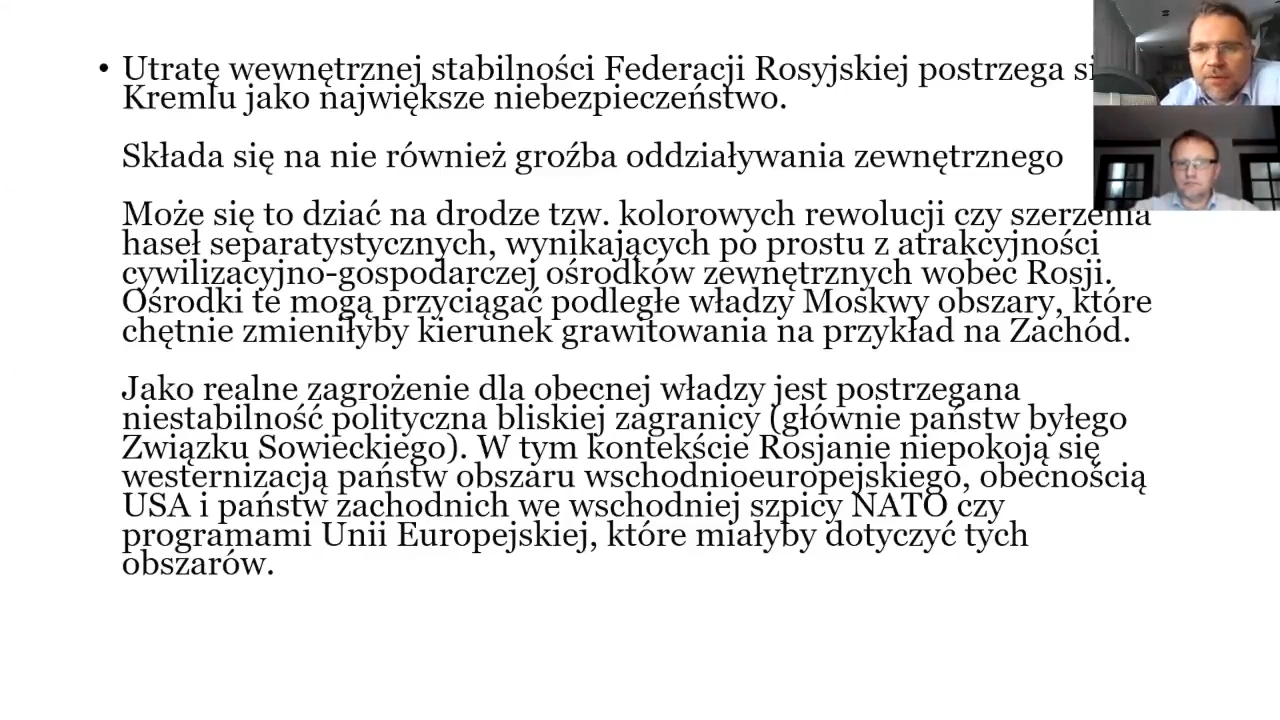 • Utratę wewnętrznej stabilności Federacji Rosyjskiej postrzega
Kremlu jako największe niebezpieczeństwo.
Składa się na nie również groźba oddziaływania zewnętrznego
Może się to dziać na drodze tzw. kolorowych rewolucji czy szerzenia
haseł separatystycznych, wynikających po prostu z atrakcyjności
cywilizacyjno-gospodarczej ośrodków zewnętrznych wobec Rosji.
Ośrodki te mogą przyciągać podległe władzy Moskwy obszary, które
chętnie zmieniłyby kierunek grawitowania na przykład na Zachód.
Jako realne zagrożenie dla obecnej władzy jest postrzegana
niestabilność polityczna bliskiej zagranicy (głównie państw byłego
Związku Sowieckiego). W tym kontekście Rosjanie niepokoją się
westernizacją państw obszaru wschodnioeuropejskiego, obecnością
USA i państw zachodnich we wschodniej szpicy NATO czy
programami Unii Europejskiej, które miałyby dotyczyć tych
obszarów.